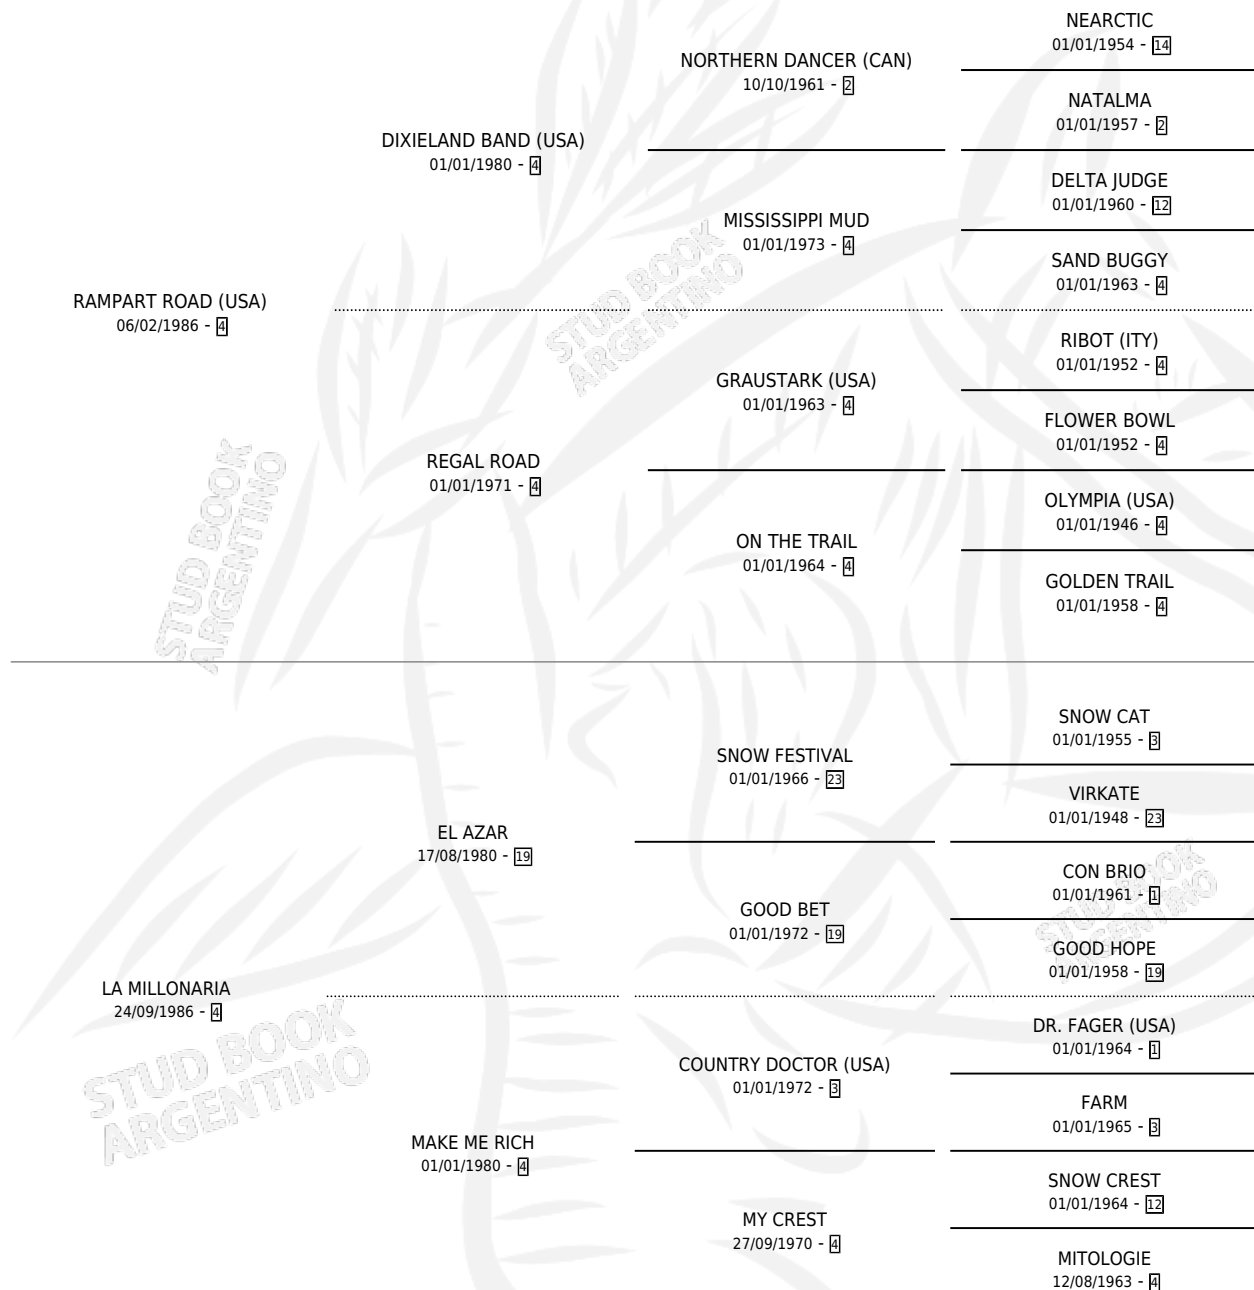 NEARCTIC
01/01/1954 - 14
NORTHERN DANCER (CAN)
10/10/1961 - 2
NATALMA
01/01/1957 - 2
DIXIELAND BAND (USA)
01/01/1980 - 4
DELTA JUDGE
01/01/1960 - 12
MISSISSIPPI MUD
01/01/1973 - 4
SAND BUGGY
01/01/1963 - 4
RAMPART ROAD (USA)
06/02/1986 - 4
STUD BOOK
ARGENTINO
RIBOT (ITY)
01/01/1952 - 4
GRAUSTARK (USA)
01/01/1963 - 4
FLOWER BOWL
01/01/1952 - 4
REGAL ROAD
01/01/1971 - 4
OLYMPIA (USA)
01/01/1946 - 4
ON THE TRAIL
01/01/1964 - 4
GOLDEN TRAIL
01/01/1958 - 4
STUD BOOK
ARGENTINO
SNOW CAT
01/01/1955 - 3
SNOW FESTIVAL
01/01/1966 - 23
VIRKATE
01/01/1948 - 23
EL AZAR
17/08/1980 - 19
CON BRIO
01/01/1961 - 1
GOOD BET
01/01/1972 - 19
STUD BOOK
ARGENTINO
GOOD HOPE
01/01/1958 - 19
LA MILLONARIA
24/09/1986 - 4
STUD BOOK
ARGENTINO
DR. FAGER (USA)
01/01/1964 - 1
COUNTRY DOCTOR (USA)
01/01/1972 - 3
FARM
01/01/1965 - 3
MAKE ME RICH
01/01/1980 - 4
SNOW CREST
01/01/1964 - 12
MY CREST
27/09/1970 - 4
MITOLOGIE
12/08/1963 - 4